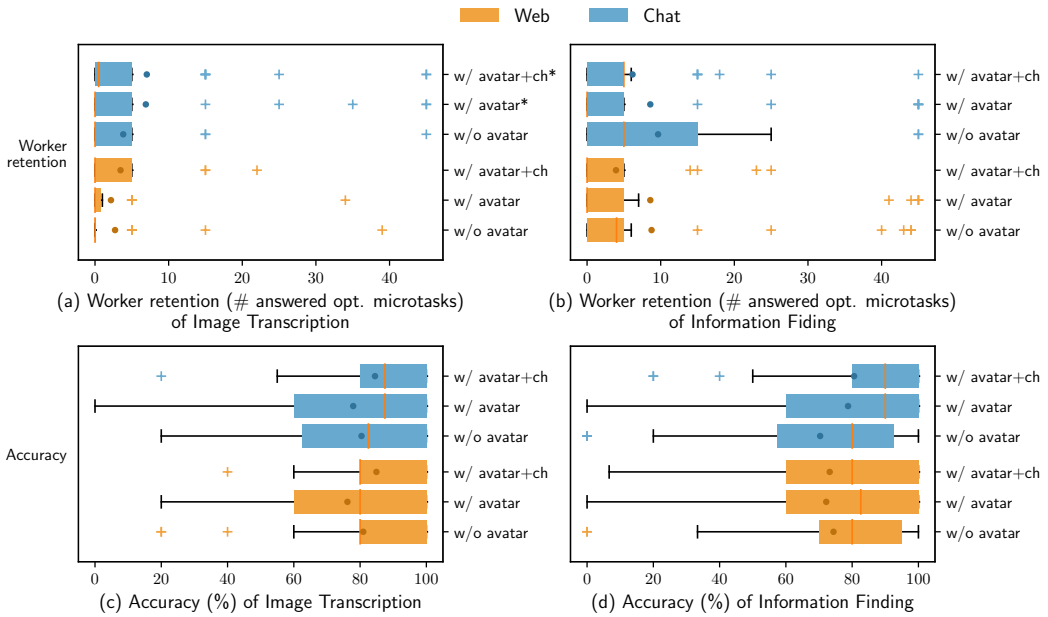 Web Chat
w/ avatar+ch*
w/ avatar*
w/o avatar
w/ avatar+ch
w/ avatar
w/o avatar
Worker
retention
0 10 20 30 40
(a) Worker retention (# answered opt. microtasks)
of Image Transcription
w/ avatar+ch
w/ avatar
w/o avatar
w/ avatar+ch
w/ avatar
w/o avatar
0 10 20 30 40
(b) Worker retention (# answered opt. microtasks)
of Information Fiding
w/ avatar+ch
w/ avatar
w/o avatar
w/ avatar+ch
w/ avatar
w/o avatar
Accuracy
0 20 40 60 80 100
(c) Accuracy (%) of Image Transcription
w/ avatar+ch
w/ avatar
w/o avatar
w/ avatar+ch
w/ avatar
w/o avatar
0 20 40 60 80 100
(d) Accuracy (%) of Information Finding